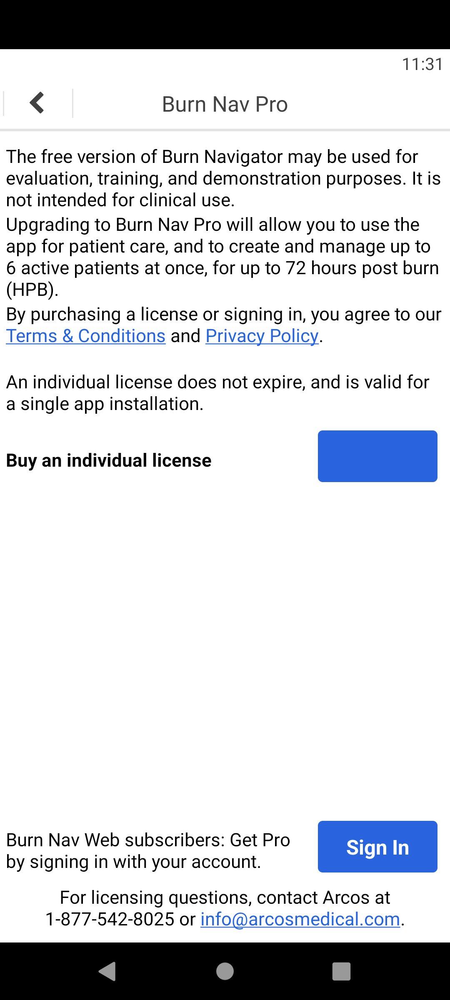 11:31
Burn Nav Pro
The free version of Burn Navigator may be used for
evaluation, training, and demonstration purposes. It is
not intended for clinical use.
Upgrading to Burn Nav Pro will allow you to use the
app for patient care, and to create and manage up to
6 active patients at once, for up to 72 hours post burn
(HPB).
By purchasing a license or signing in, you agree to our
Terms & Conditions and Privacy Policy.
An individual license does not expire, and is valid for
a single app installation.
Buy an individual license
Burn Nav Web subscribers: Get Pro
by signing in with your account.
Sign In
For licensing questions, contact Arcos at
1-877-542-8025 or info@arcosmedical.com.